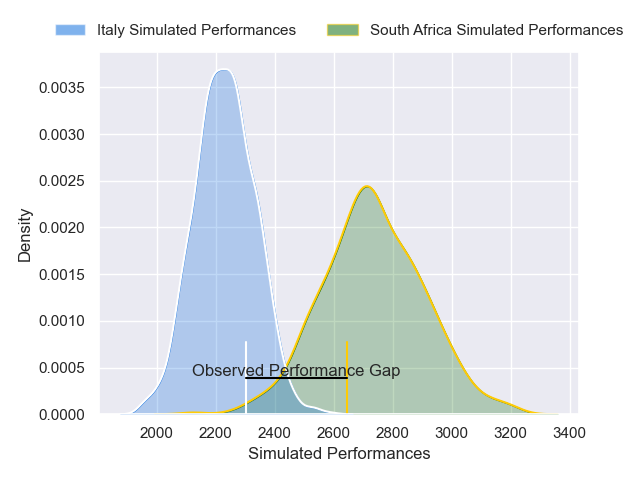 Italy Simulated Performances South Africa Simulated Performances
0.0035
0.0030
0.0025
0.0020
0.0015
0.0010
0.0005
0.0000
Density
Observed Performance Gap
2000 2200 2400 2600 2800 3000 3200 3400
Simulated Performances